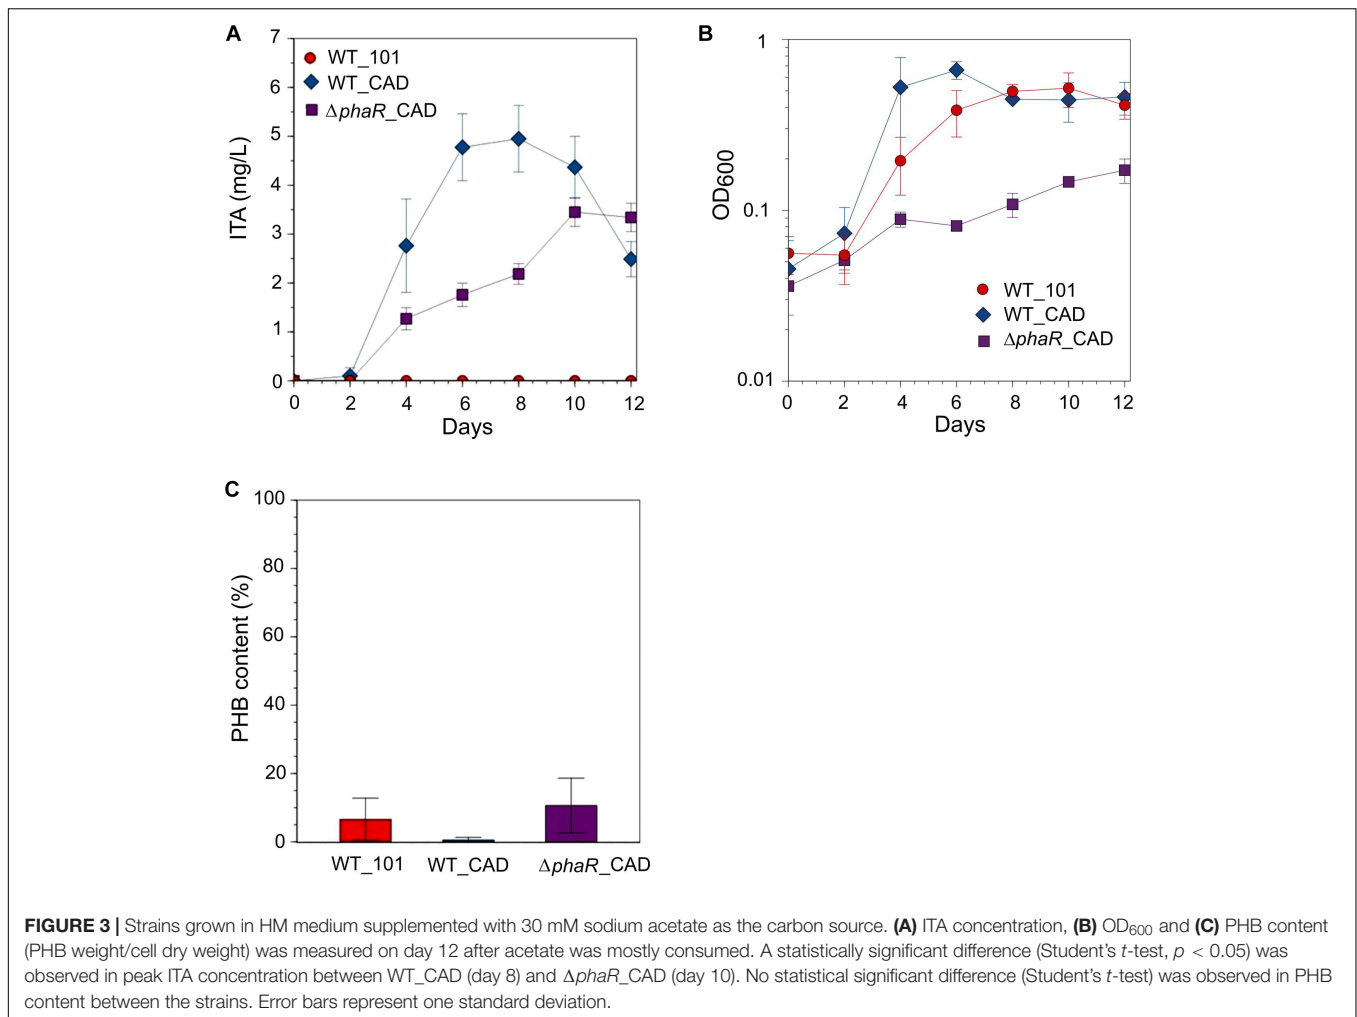 A
7
6
5
4
3
2
1
0
ITA (mg/L)
WT_101
WT_CAD
ΔphaR_CAD
0 2 4 6 8 10 12
Days
B
1
0.1
0.01
OD600
WT_101
WT_CAD
ΔphaR_CAD
0 2 4 6 8 10 12
Days
C
100
80
60
40
20
0
PHB content (%)
WT_101 WT_CAD ΔphaR_CAD
FIGURE 3 | Strains grown in HM medium supplemented with 30 mM sodium acetate as the carbon source. (A) ITA concentration, (B) OD600 and (C) PHB content
(PHB weight/cell dry weight) was measured on day 12 after acetate was mostly consumed. A statistically significant difference (Student's t-test, p < 0.05) was
observed in peak ITA concentration between WT_CAD (day 8) and ΔphaR_CAD (day 10). No statistical significant difference (Student's t-test) was observed in PHB
content between the strains. Error bars represent one standard deviation.